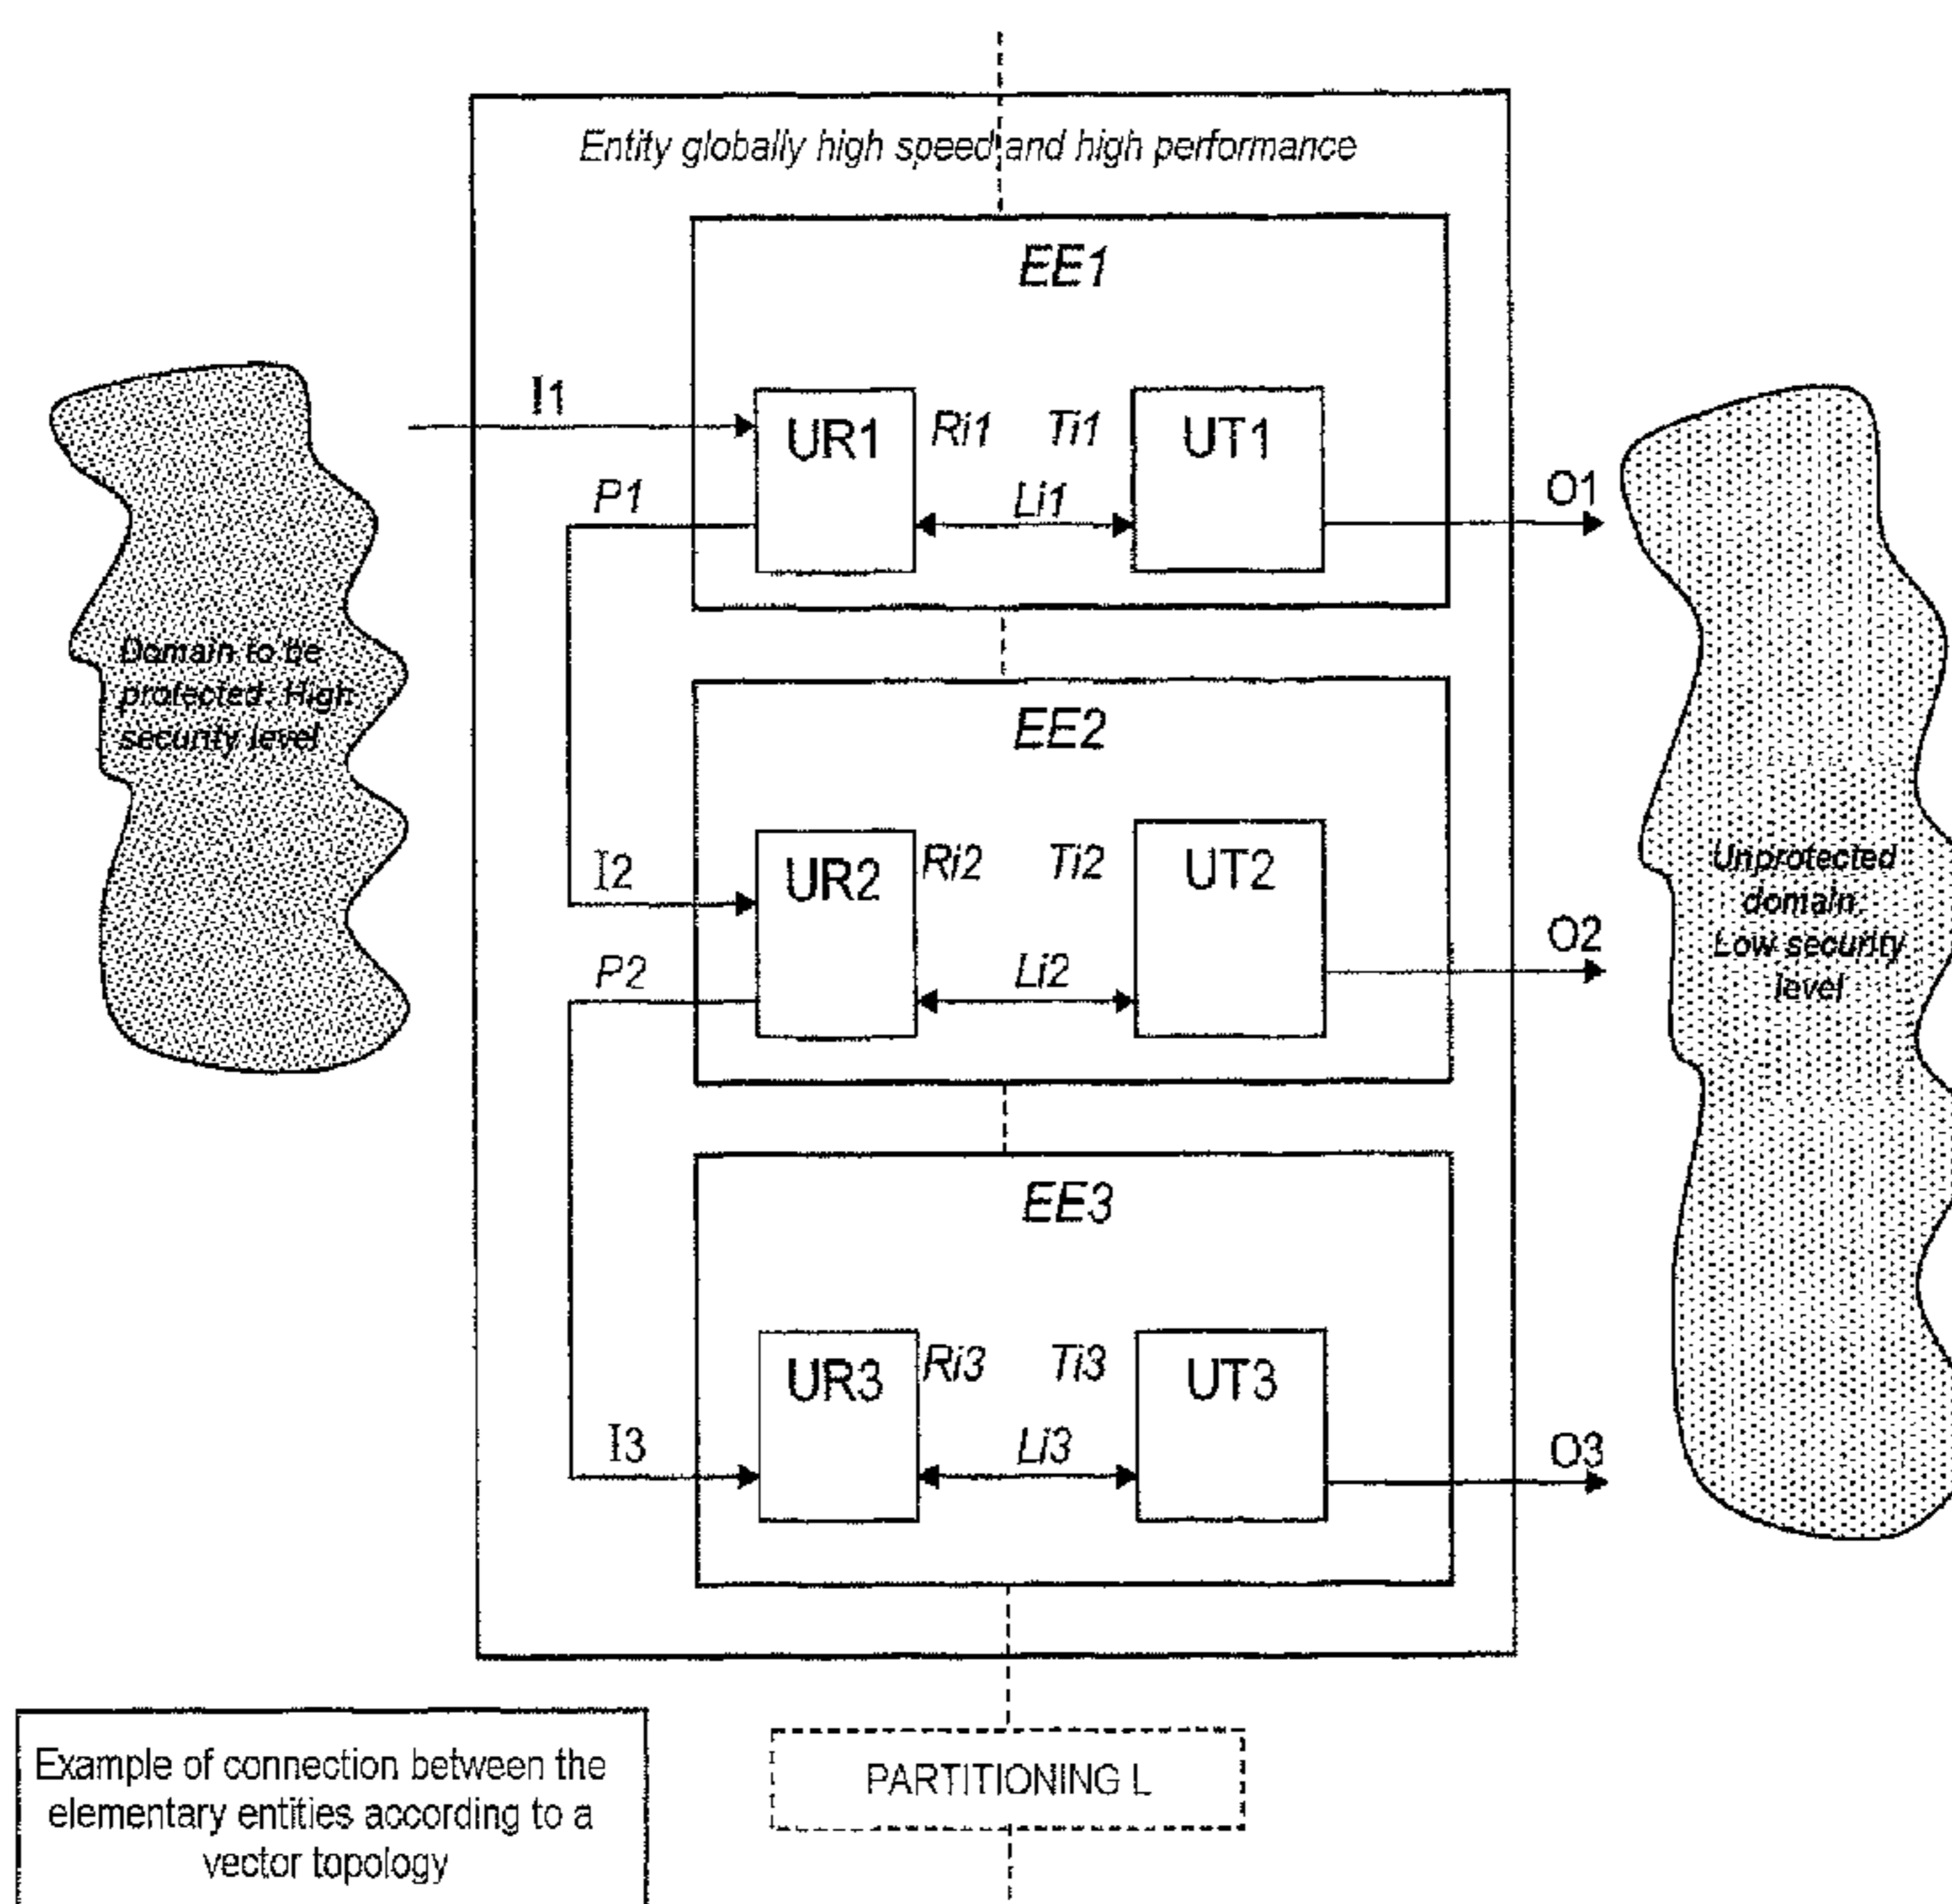 Entity globally high speed and high performance
EE1
I1
UR1
Ri1
Ti1
UT1
P1
Li1
O1
Domain to be
protected: High
security level
EE2
I2
UR2
Ri2
Ti2
UT2
P2
Li2
O2
Unprotected
domain:
Low security
level
EE3
UR3
Ri3
Ti3
UT3
I3
Li3
O3
Example of connection between the
elementary entities according to a
vector topology
PARTITIONING L